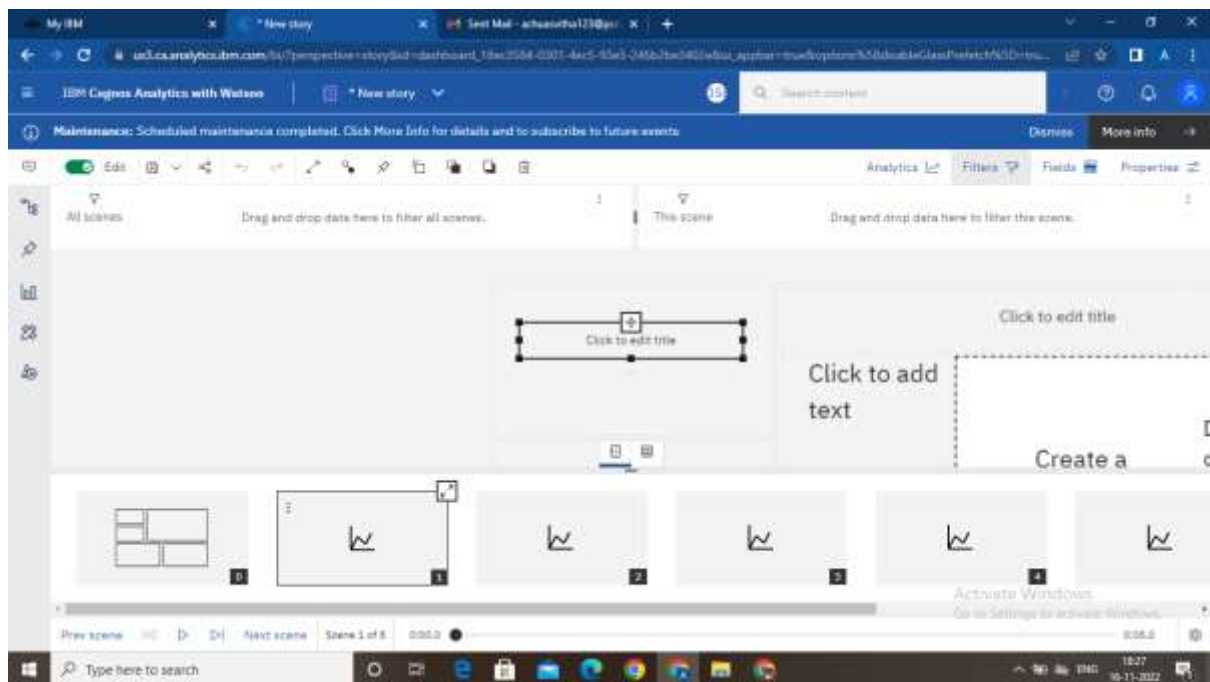 My IBM
* New story
IBM Cognos Analytics with Watson
* New story
Search content
Maintenance: Scheduled maintenance completed. Click More Info for details and to subscribe to future events
Dismiss
More info
Edit
Analytics
Filters
Fields
Properties
All scenes
Drag and drop data here to filter all scenes.
This scene
Drag and drop data here to filter this scene.
Click to edit title
Click to edit title
Click to add
text
Create a
0
1
2
3
4
Activate Windows
Go to Settings to activate Windows.
Prev scene
Next scene
Scene 1 of 6
0:00.0
Type here to search
ENG
18:27
16-11-2022